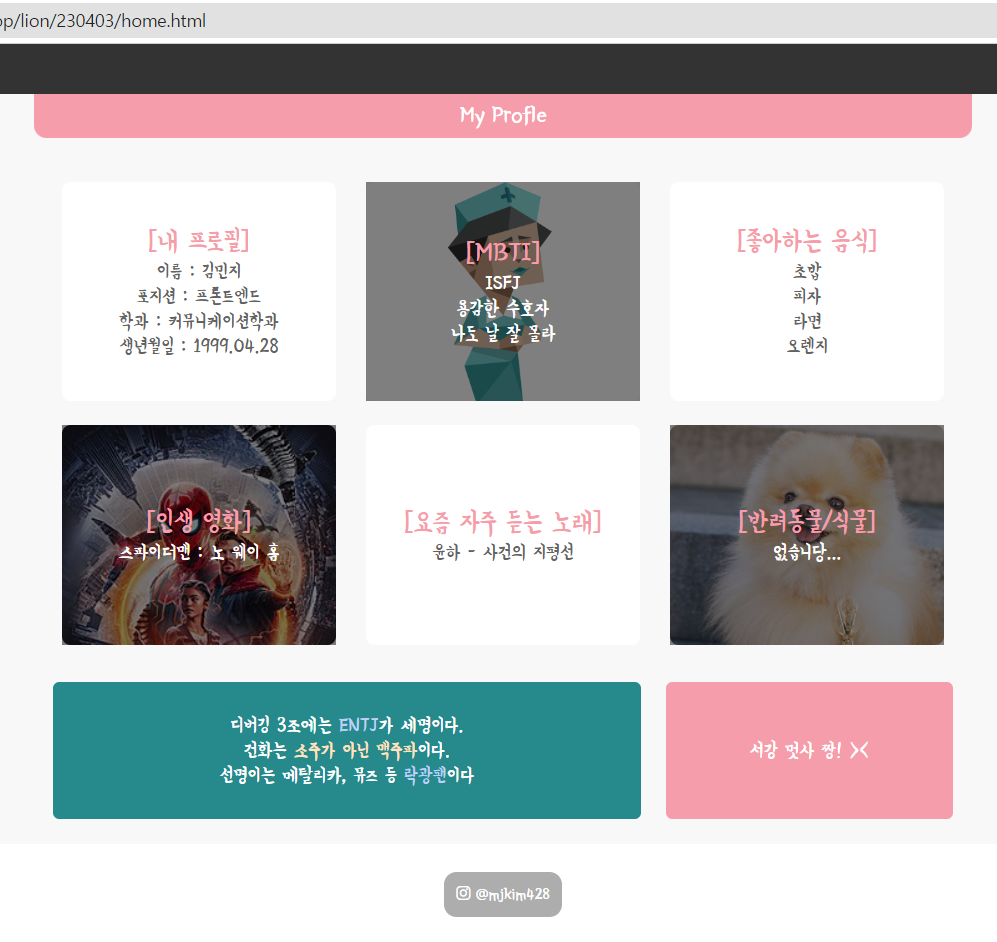 op/lion/230403/home.html
My Profile
[내 프로필]
이름 : 김민지
포지션 : 프론트엔드
학과 : 커뮤니케이션학과
생년월일 : 1999.04.28
[MBTI]
ISFJ
용감한 수호자
나도 날 잘 몰라
[좋아하는 음식]
초밥
피자
라면
오렌지
[인생 영화]
스파이더맨 : 노 웨이 홈
[요즘 자주 듣는 노래]
윤하 - 사건의 지평선
[반려동물/식물]
없습니당...
디버깅 3조에는 ENTJ가 세명이다.
건화는 소주가 아닌 맥주파이다.
선명이는 메탈리카, 뮤즈 등 락광팬이다
서강 멋사 짱! ><
@mjkim428